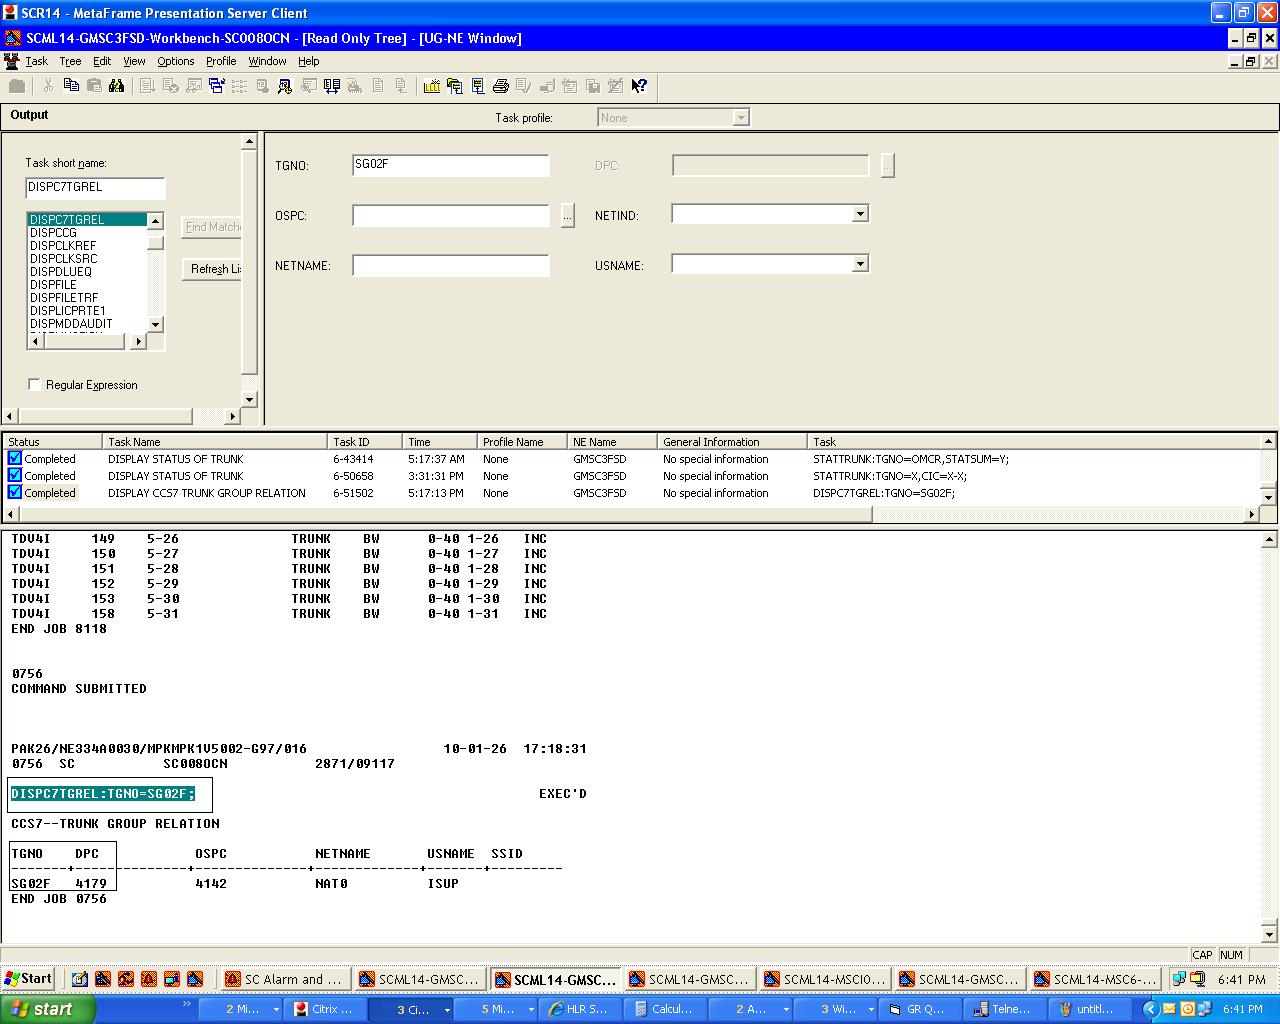 SCR14 - MetaFrame Presentation Server Client
SCML14-GMSC3FSD-Workbench-SC008OCN - [Read Only Tree] - [UG-NE Window]
Task Tree Edit View Options Profile Window Help
Output
Task profile: None
Task short name:
DISPC7TGREL
DISPC7TGREL
DISPCCG
DISPCLKREF
DISPCLKSRC
DISPDLUEQ
DISPFILE
DISPFILETRF
DISPLICPRTE1
DISPMDDAUDIT
Find Match
Refresh Li
Regular Expression
TGNO: SG02F DPC: ...
OSPC: ... NETIND:
NETNAME: USNAME:
Status Task Name Task ID Time Profile Name NE Name General Information Task
Completed DISPLAY STATUS OF TRUNK 6-43414 5:17:37 AM None GMSC3FSD No special information STATTRUNK:TGNO=OMCR,STATSUM=Y;
Completed DISPLAY STATUS OF TRUNK 6-50658 3:31:31 PM None GMSC3FSD No special information STATTRUNK:TGNO=X,CIC=X-X;
Completed DISPLAY CCS7 TRUNK GROUP RELATION 6-51502 5:17:13 PM None GMSC3FSD No special information DISPC7TGREL:TGNO=SG02F;
TDV4I 149 5-26 TRUNK BW 0-40 1-26 INC
TDV4I 150 5-27 TRUNK BW 0-40 1-27 INC
TDV4I 151 5-28 TRUNK BW 0-40 1-28 INC
TDV4I 152 5-29 TRUNK BW 0-40 1-29 INC
TDV4I 153 5-30 TRUNK BW 0-40 1-30 INC
TDV4I 158 5-31 TRUNK BW 0-40 1-31 INC
END JOB 8118
0756
COMMAND SUBMITTED
PAK26/NE334A0030/MPKMPK1V5002-G97/016 10-01-26 17:18:31
0756 SC SC008OCN 2871/09117
DISPC7TGREL:TGNO=SG02F; EXEC'D
CCS7--TRUNK GROUP RELATION
TGNO DPC OSPC NETNAME USNAME SSID
-------+--------------+--------------+--------------+-------+---------
SG02F 4179 4142 NAT0 ISUP
END JOB 0756
CAP NUM
Start SC Alarm and ... SCML14-GMSC... SCML14-GMSC... SCML14-GMSC... SCML14-MSCI0... SCML14-GMSC... SCML14-MSC6-... 6:41 PM
start » 2 Mi... Citrix ... 3 Ci... 5 Mi... HLR S... Calcul... 2 A... 3 Wi... GR Q... Telne... untitl... 6:41 PM